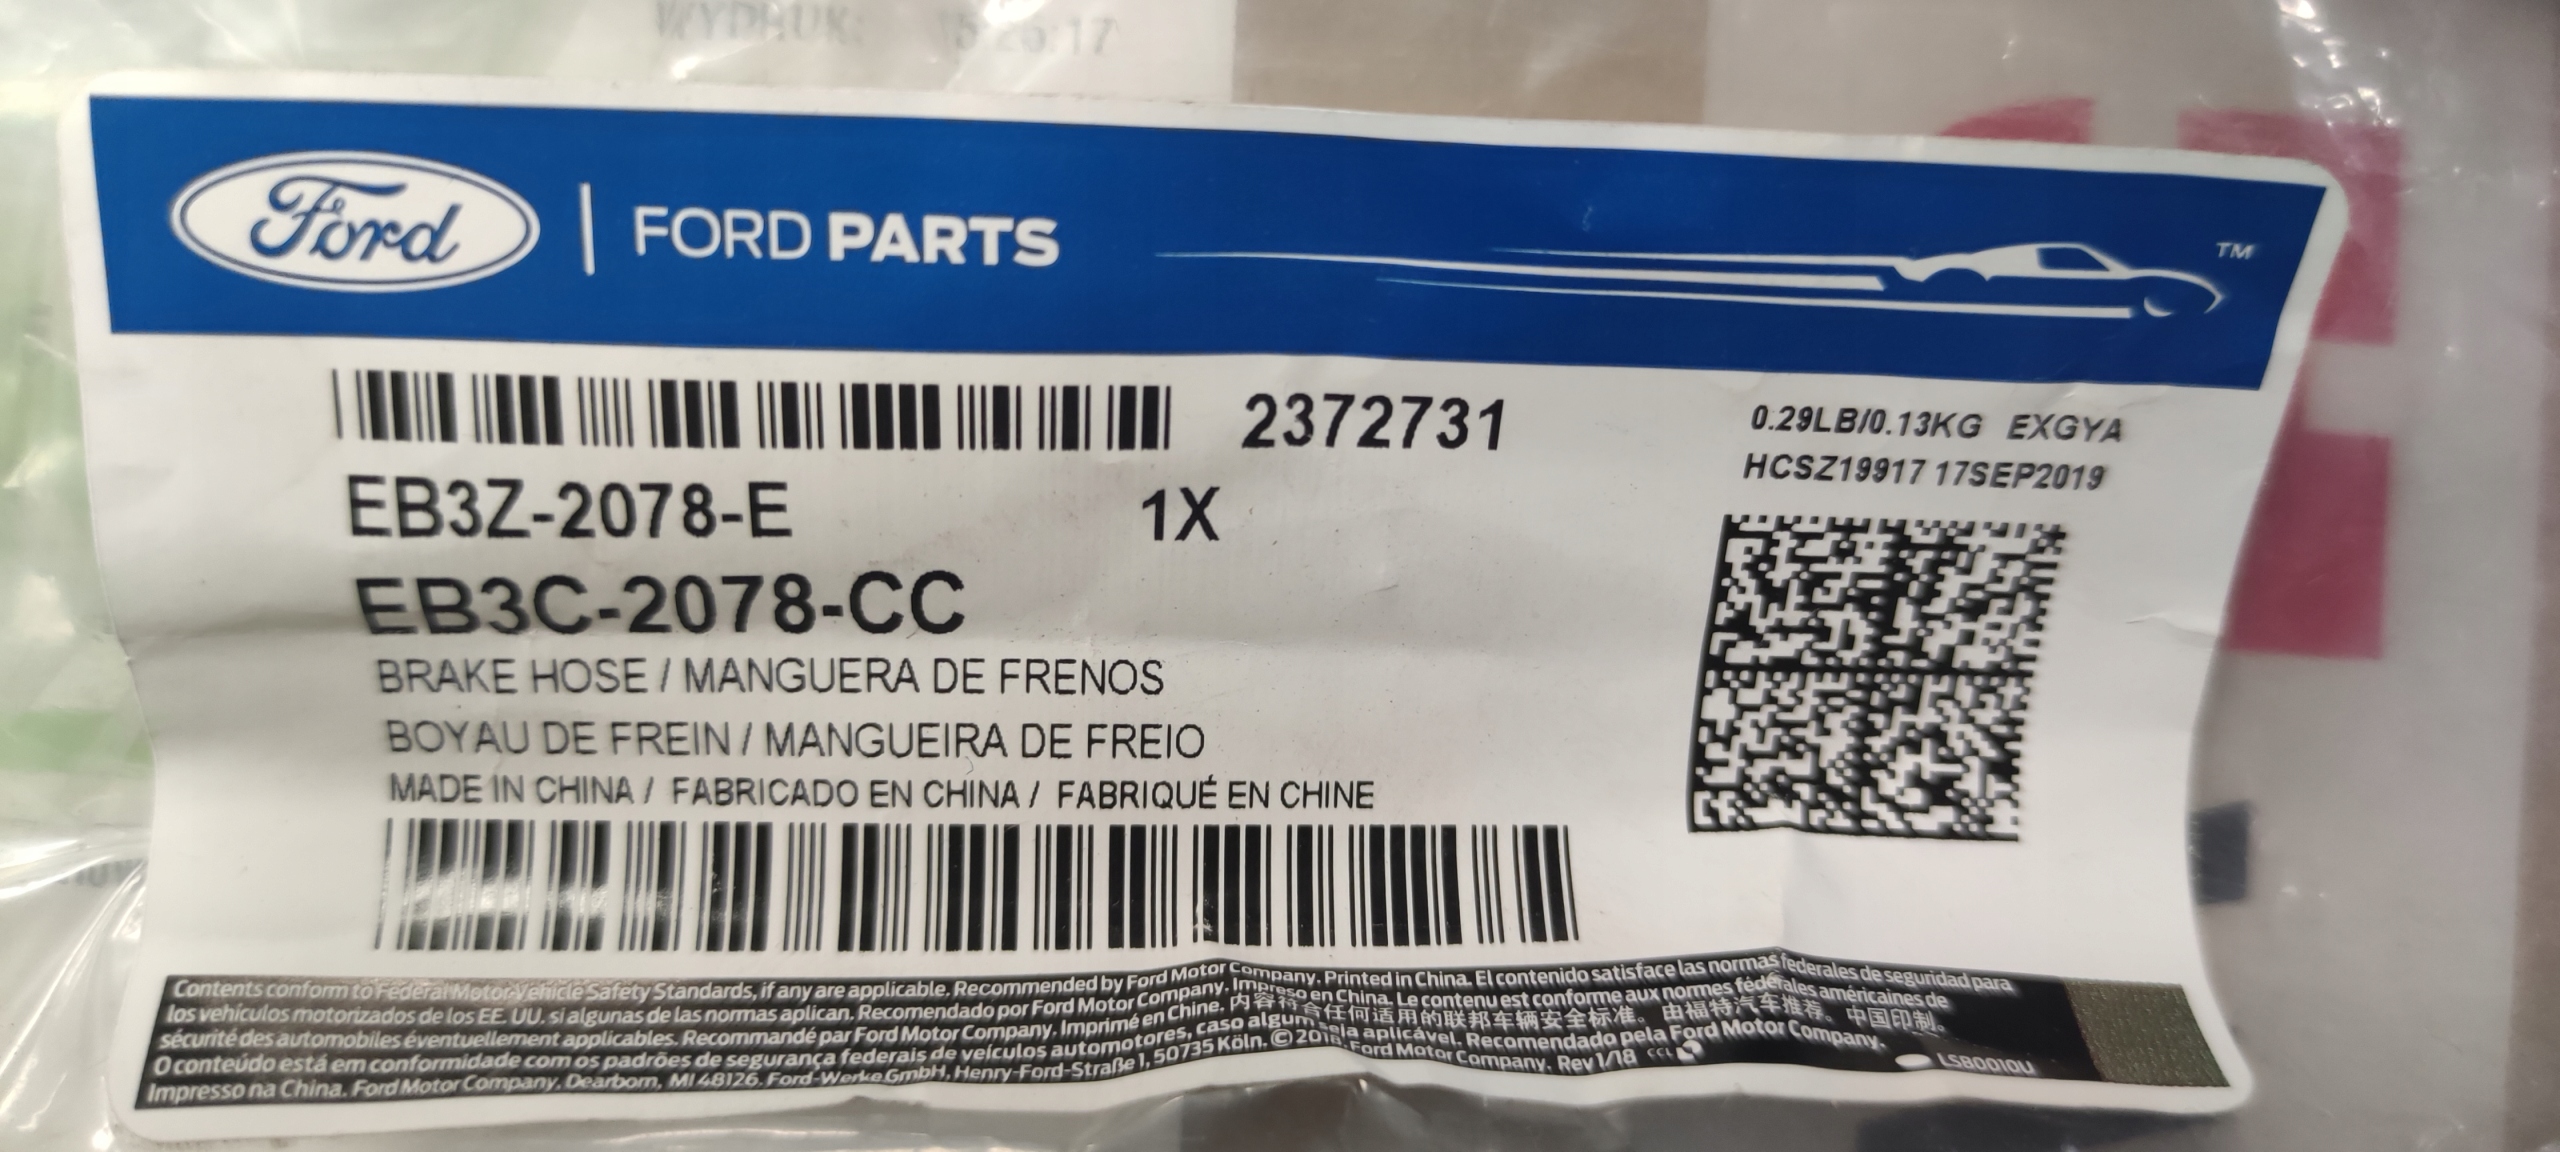 WYDRUK: 15:26:17
Ford | FORD PARTS TM
2372731
0.29LB/0.13KG EXGYA
HCSZ19917 17SEP2019
EB3Z-2078-E 1X
EB3C-2078-CC
BRAKE HOSE / MANGUERA DE FRENOS
BOYAU DE FREIN / MANGUEIRA DE FREIO
MADE IN CHINA / FABRICADO EN CHINA / FABRIQUÉ EN CHINE
Contents conform to Federal Motor Vehicle Safety Standards, if any are applicable. Recommended by Ford Motor Company. Printed in China. El contenido satisface las normas federales de seguridad para
los vehículos motorizados de los EE. UU. si algunas de las normas aplican. Recomendado por Ford Motor Company. Impreso en China. Le contenu est conforme aux normes fédérales américaines de
sécurité des automobiles éventuellement applicables. Recommandé par Ford Motor Company. Imprimé en Chine. 内容符合任何适用的联邦车辆安全标准。由福特汽车推荐。中国印制。
O conteúdo está em conformidade com os padrões de segurança federais de veículos automotores, caso algum seja aplicável. Recomendado pela Ford Motor Company.
Impresso na China. Ford Motor Company, Dearborn, MI 48126. Ford-Werke GmbH, Henry-Ford-Straße 1, 50735 Köln. © 2018, Ford Motor Company. Rev 1/18 CCL LSB0010U